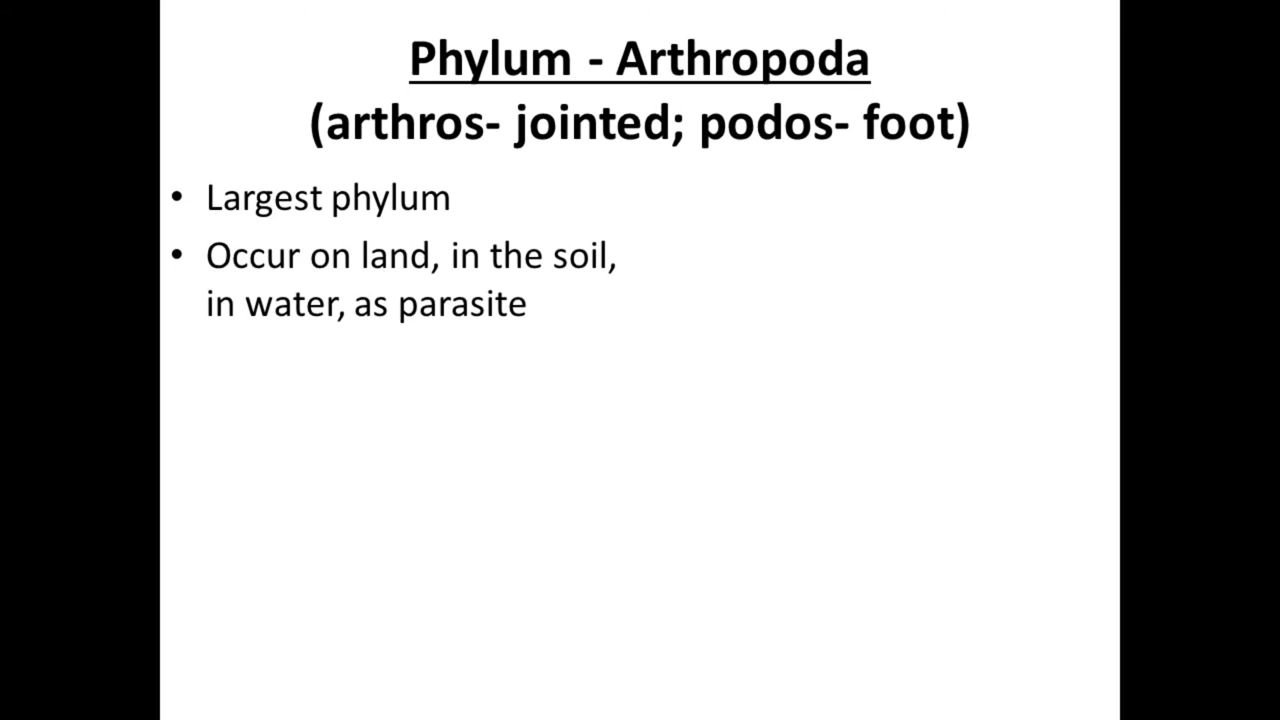 Phylum - Arthropoda
(arthros- jointed; podos- foot)
• Largest phylum
• Occur on land, in the soil,
in water, as parasite